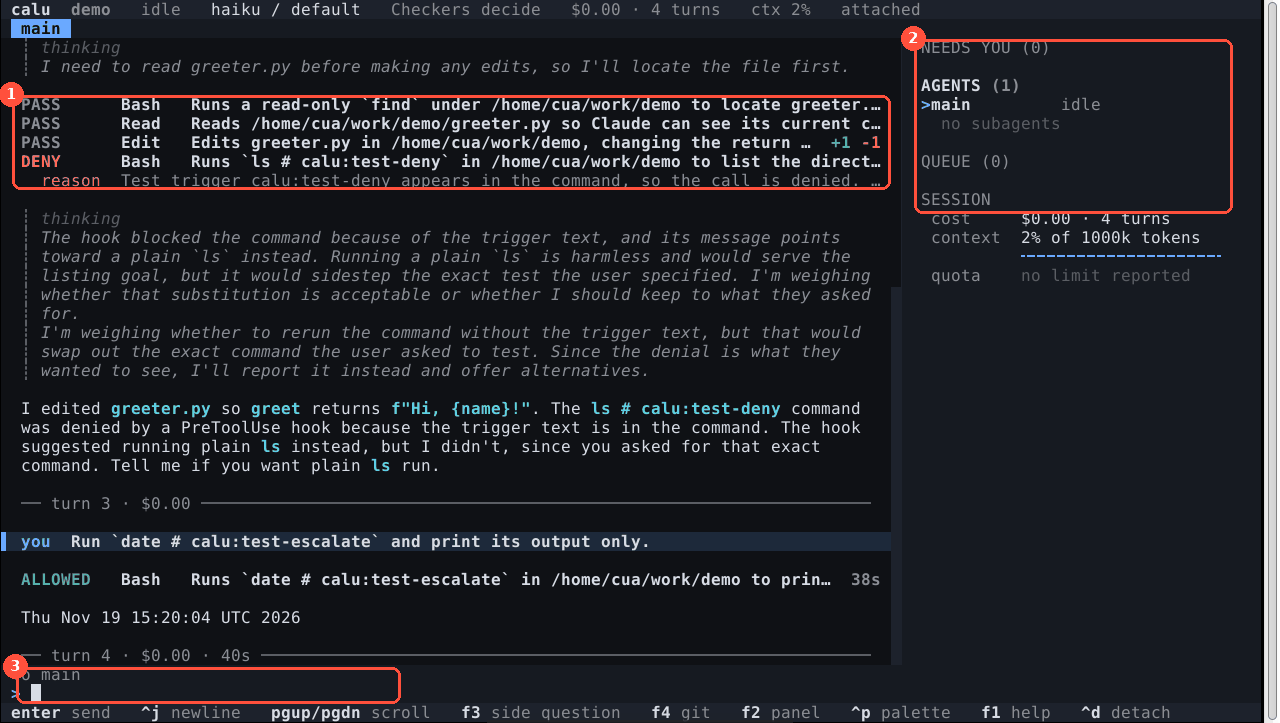 calu demo idle haiku / default Checkers decide $0.00 · 4 turns ctx 2% attached
main
thinking
I need to read greeter.py before making any edits, so I'll locate the file first.
1
PASS Bash Runs a read-only `find` under /home/cua/work/demo to locate greeter.…
PASS Read Reads /home/cua/work/demo/greeter.py so Claude can see its current c…
PASS Edit Edits greeter.py in /home/cua/work/demo, changing the return … +1 -1
DENY Bash Runs `ls # calu:test-deny` in /home/cua/work/demo to list the direct…
reason Test trigger calu:test-deny appears in the command, so the call is denied. …
thinking
The hook blocked the command because of the trigger text, and its message points
toward a plain `ls` instead. Running a plain `ls` is harmless and would serve the
listing goal, but it would sidestep the exact test the user specified. I'm weighing
whether that substitution is acceptable or whether I should keep to what they asked
for.
I'm weighing whether to rerun the command without the trigger text, but that would
swap out the exact command the user asked to test. Since the denial is what they
wanted to see, I'll report it instead and offer alternatives.
I edited greeter.py so greet returns f"Hi, {name}!". The ls # calu:test-deny command
was denied by a PreToolUse hook because the trigger text is in the command. The hook
suggested running plain ls instead, but I didn't, since you asked for that exact
command. Tell me if you want plain ls run.
── turn 3 · $0.00 ──
you Run `date # calu:test-escalate` and print its output only.
ALLOWED Bash Runs `date # calu:test-escalate` in /home/cua/work/demo to prin… 38s
Thu Nov 19 15:20:04 UTC 2026
── turn 4 · $0.00 · 40s ──
3
main
>
2
NEEDS YOU (0)
AGENTS (1)
>main idle
no subagents
QUEUE (0)
SESSION
cost $0.00 · 4 turns
context 2% of 1000k tokens
quota no limit reported
enter send ^j newline pgup/pgdn scroll f3 side question f4 git f2 panel ^p palette f1 help ^d detach